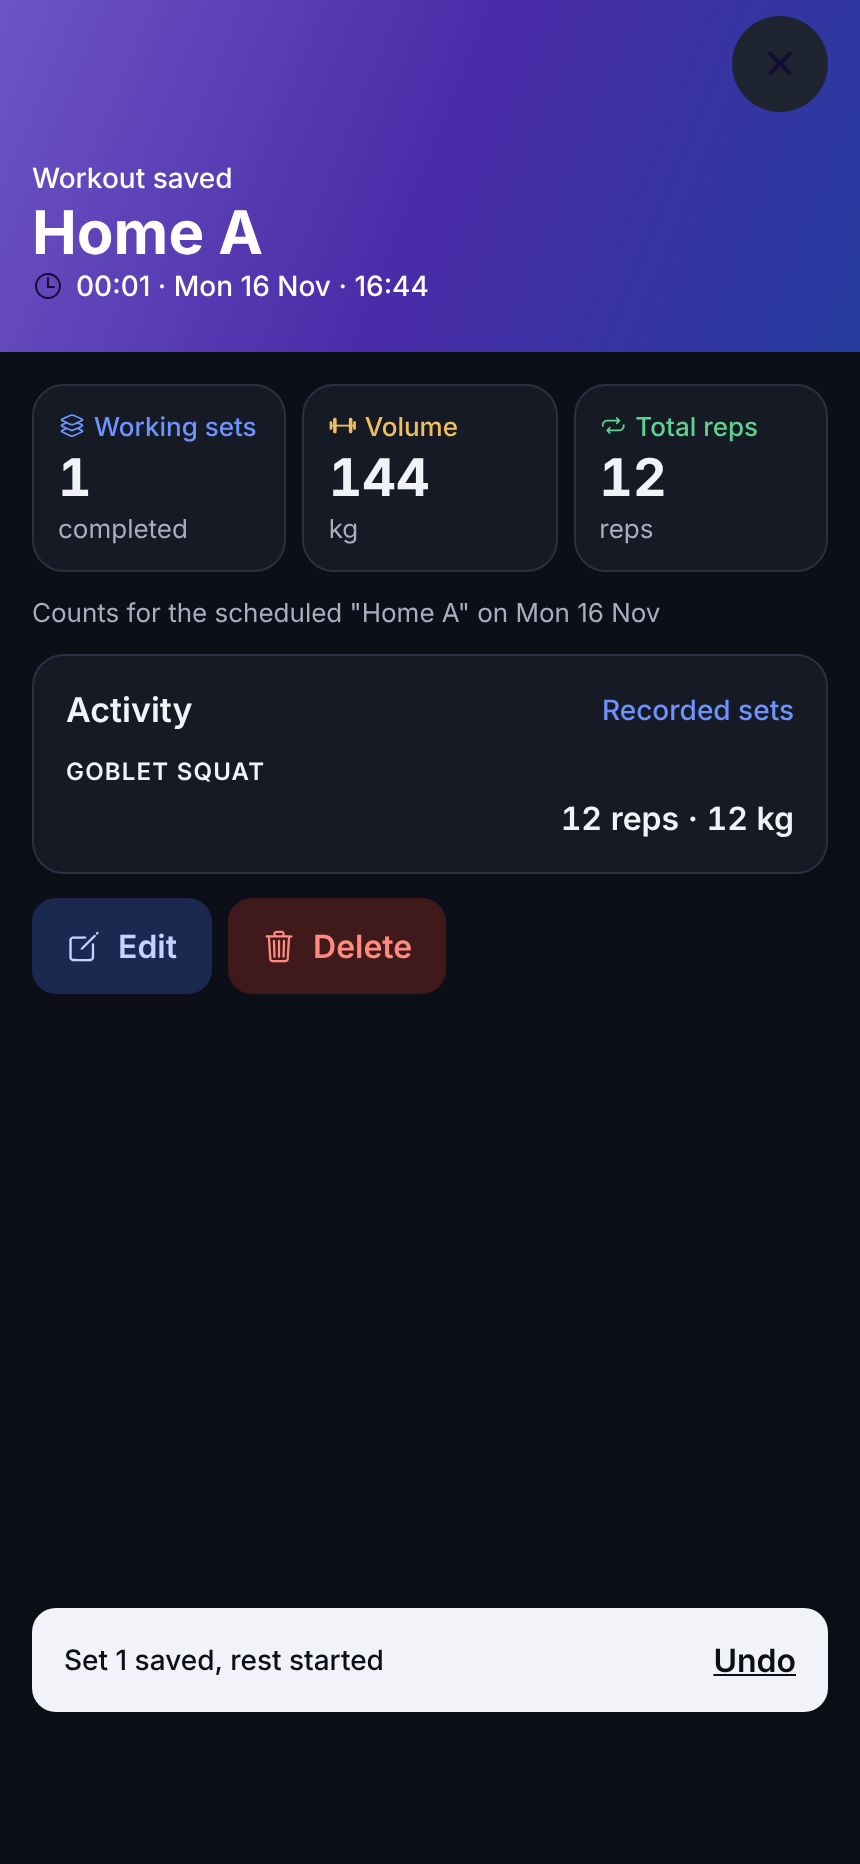 Workout saved
Home A
00:01 · Mon 16 Nov · 16:44
Working sets
1
completed
Volume
144
kg
Total reps
12
reps
Counts for the scheduled "Home A" on Mon 16 Nov
Activity
Recorded sets
GOBLET SQUAT
12 reps · 12 kg
Edit
Delete
Set 1 saved, rest started
Undo